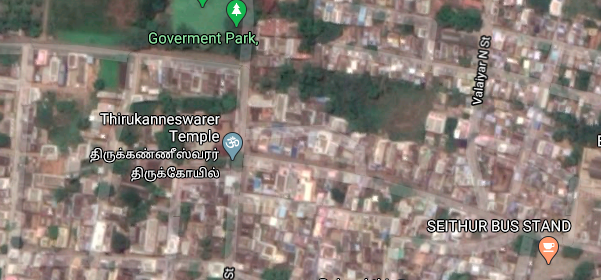 Goverment Park,
Valaiyar N St
Thirukanneswarer
Temple
திருக்கண்ணீஸ்வரர்
திருக்கோயில்
SEITHUR BUS STAND
St